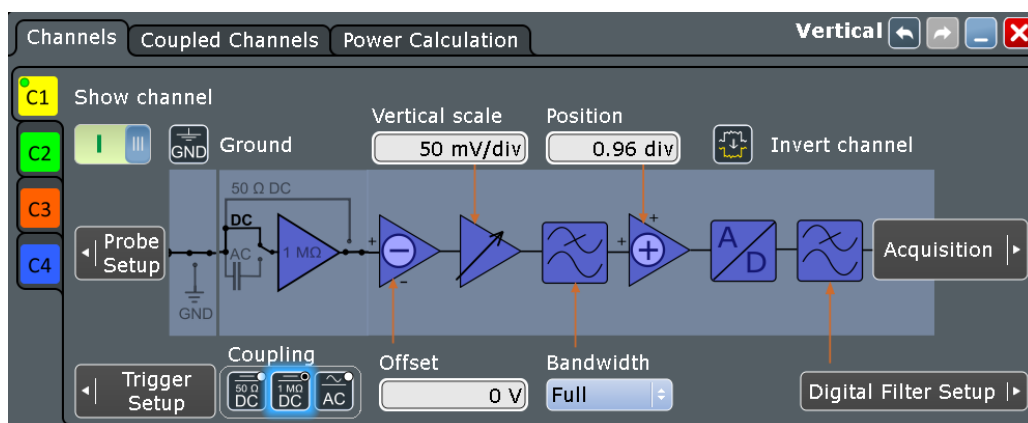 Channels Coupled Channels Power Calculation Vertical
C1 Show channel
Vertical scale Position
C2 GND Ground 50 mV/div 0.96 div Invert channel
50 Ω DC
C3 DC
Probe
Setup
AC 1 MΩ + − - + + + A
D
Acquisition
C4
GND
Coupling Offset Bandwidth
Trigger
Setup
50 Ω
DC
1 MΩ
DC
AC
0 V Full Digital Filter Setup